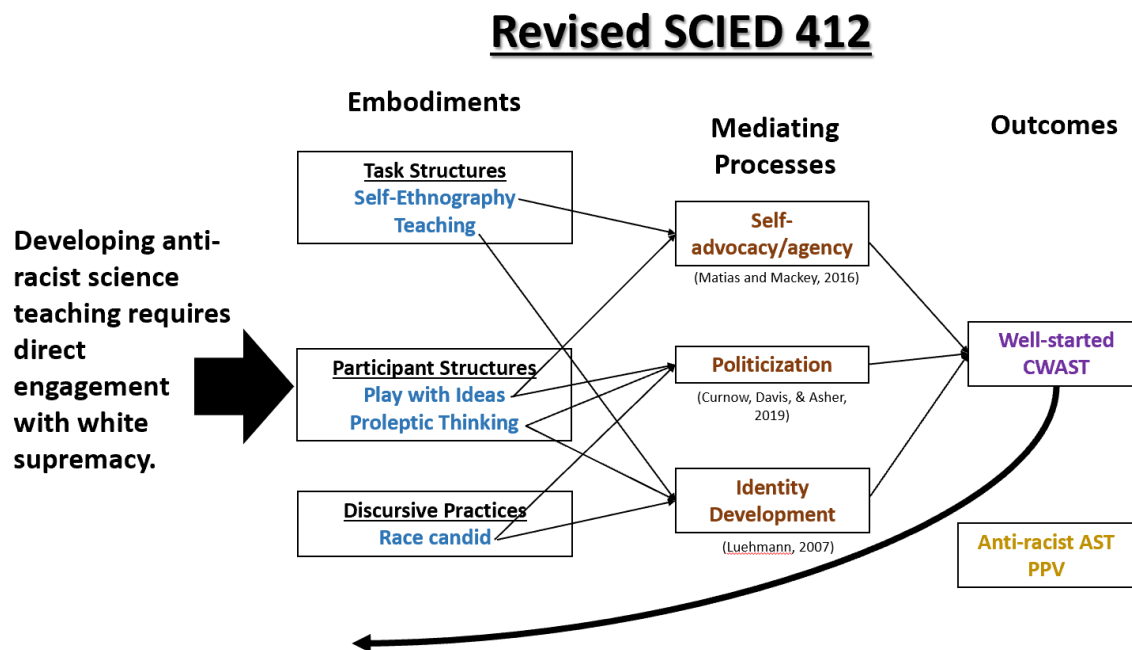 Revised SCIED 412
Embodiments
Mediating
Processes
Outcomes
Developing anti-
racist science
teaching requires
direct
engagement
with white
supremacy.
Task Structures
Self-Ethnography
Teaching
Participant Structures
Play with Ideas
Proleptic Thinking
Discursive Practices
Race candid
Self-
advocacy/agency
(Matias and Mackey, 2016)
Politicization
(Curnow, Davis, & Asher,
2019)
Identity
Development
(Luehmann, 2007)
Well-started
CWAST
Anti-racist AST
PPV